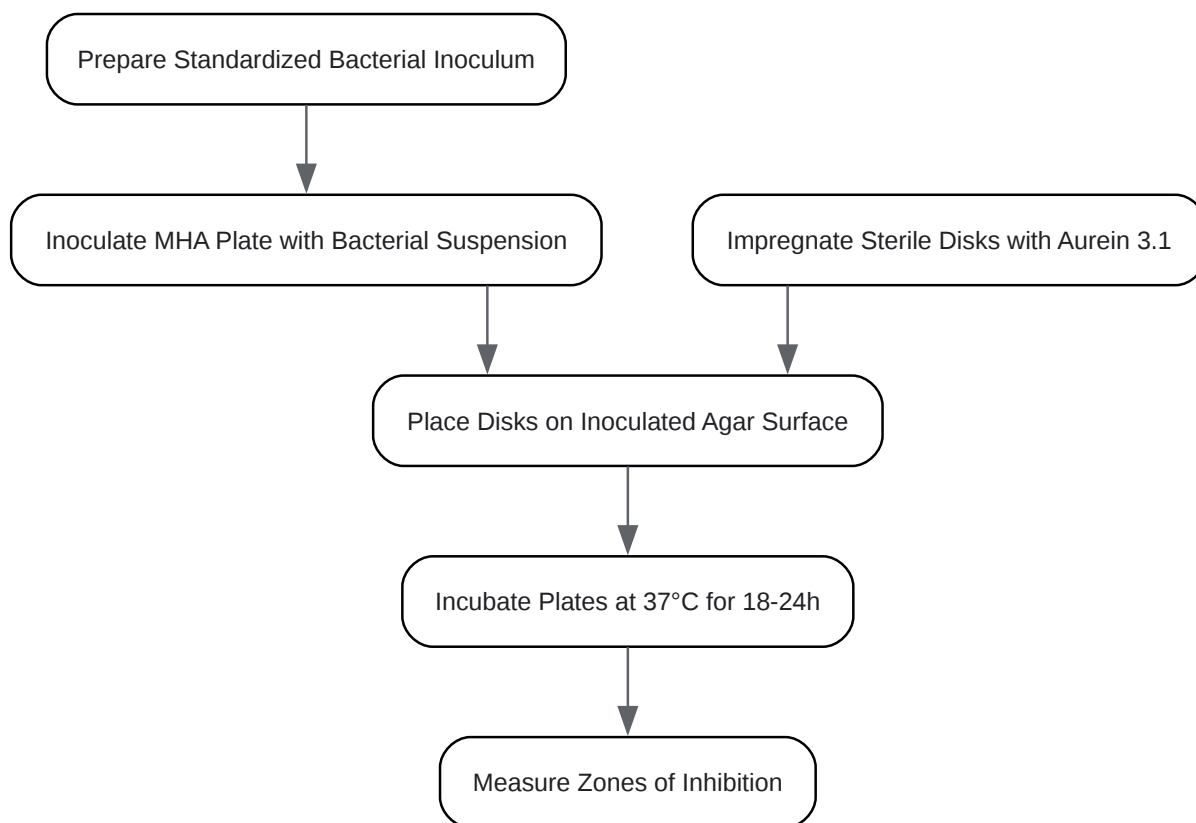 Prepare Standardized Bacterial Inoculum
Inoculate MHA Plate with Bacterial Suspension
Impregnate Sterile Disks with Aurein 3.1
Place Disks on Inoculated Agar Surface
Incubate Plates at 37°C for 18-24h
Measure Zones of Inhibition